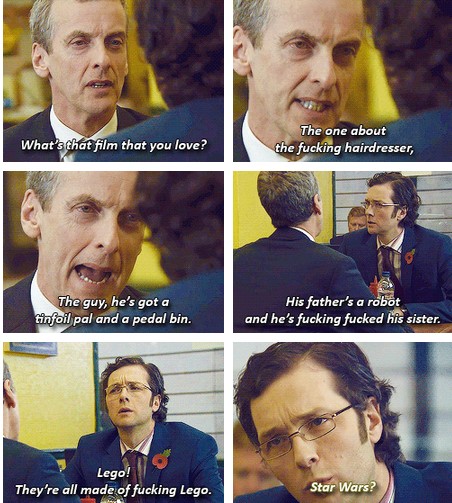 What's that film that you love?
The one about
the fucking hairdresser,
The guy, he's got a
tinfoil pal and a pedal bin.
His father's a robot
and he's fucking fucked his sister.
Lego!
They're all made of fucking Lego.
Star Wars?